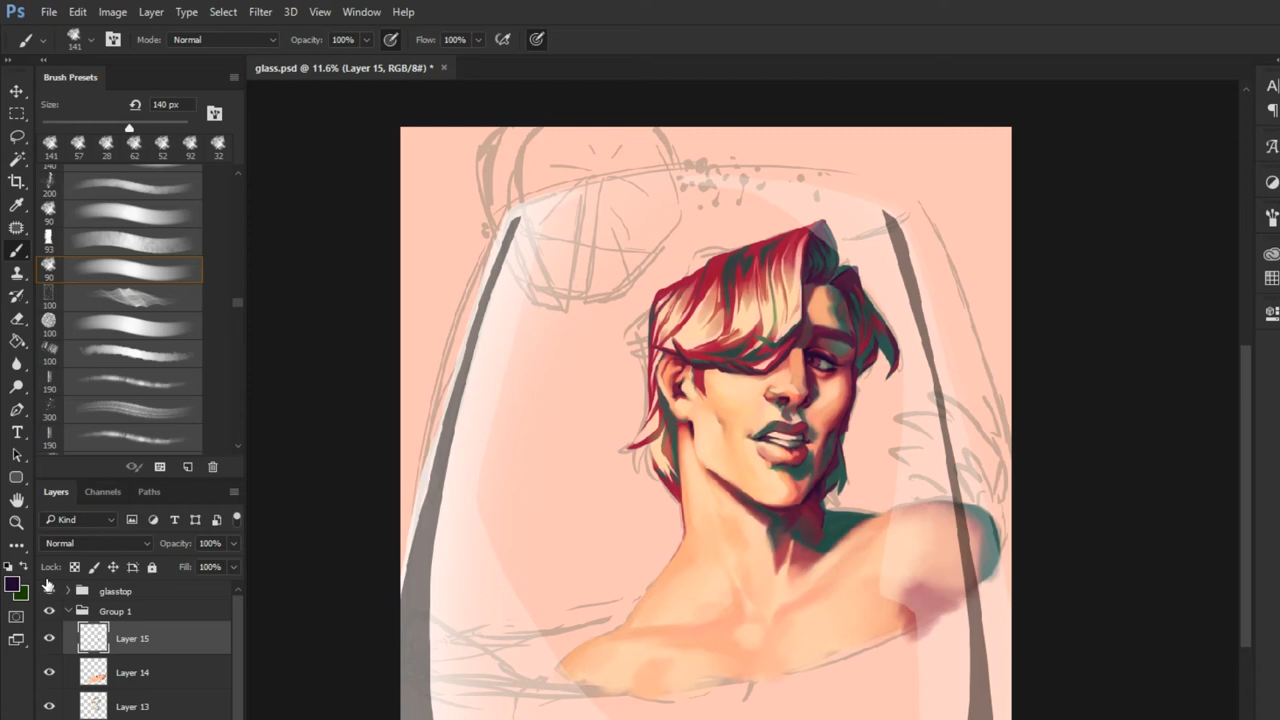 Ps File Edit Image Layer Type Select Filter 3D View Window Help
141 Mode: Normal Opacity: 100% Flow: 100%
Brush Presets
glass.psd @ 11.6% (Layer 15, RGB/8#) * ×
Size: 140 px
141 57 28 62 52 92 32
200
90
93
90
100
100
100
190
300
190
Layers Channels Paths
Kind
Normal Opacity: 100%
Lock: Fill: 100%
glasstop
Group 1
Layer 15
Layer 14
Layer 13